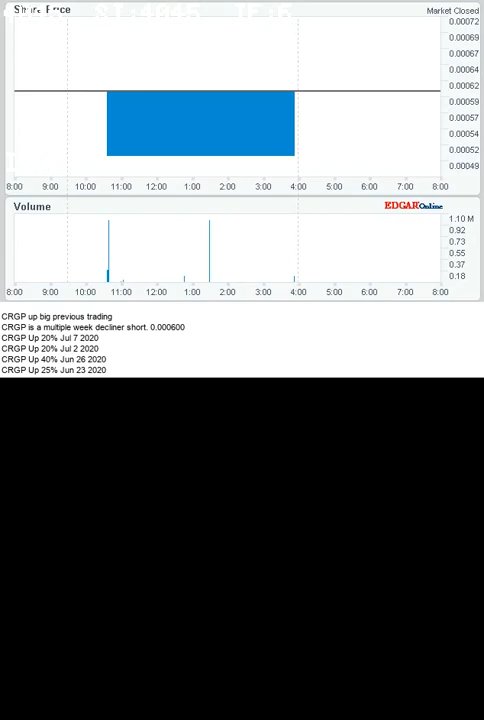 Share Price
Market Closed
0.00072
0.00069
0.00067
0.00064
0.00062
0.00059
0.00057
0.00054
0.00052
0.00049
8:00 9:00 10:00 11:00 12:00 1:00 2:00 3:00 4:00 5:00 6:00 7:00 8:00
Volume
EDGAROnline
1.10 M
0.92
0.73
0.55
0.37
0.18
8:00 9:00 10:00 11:00 12:00 1:00 2:00 3:00 4:00 5:00 6:00 7:00 8:00
CRGP up big previous trading
CRGP is a multiple week decliner short. 0.000600
CRGP Up 20% Jul 7 2020
CRGP Up 20% Jul 2 2020
CRGP Up 40% Jun 26 2020
CRGP Up 25% Jun 23 2020